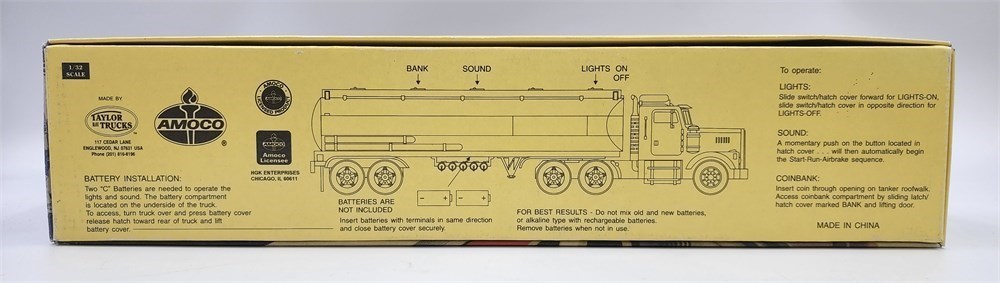 1/32
SCALE
MADE BY
TAYLOR
MADE TRUCKS
117 CEDAR LANE
ENGLEWOOD, NJ 07631 USA
AMOCO
®
AMOCO
LICENSED PRODUCT
AMOCO
Amoco
Licensee
HGK ENTERPRISES
CHICAGO, IL 60611
BATTERY INSTALLATION:
Two "C" Batteries are needed to operate the
lights and sound. The battery compartment
is located on the underside of the truck.
To access, turn truck over and press battery cover
release hatch toward rear of truck and lift
battery cover.
BANK
SOUND
LIGHTS ON
OFF
BATTERIES ARE
NOT INCLUDED
- +
- +
Insert batteries with terminals in same direction
and close battery cover securely.
FOR BEST RESULTS - Do not mix old and new batteries,
or alkaline type with rechargeable batteries.
Remove batteries when not in use.
To operate:
LIGHTS:
Slide switch/hatch cover forward for LIGHTS-ON,
slide switch/hatch cover in opposite direction for
LIGHTS-OFF.
SOUND:
A momentary push on the button located in
hatch cover . . . will then automatically begin
the Start-Run-Airbrake sequence.
COINBANK:
Insert coin through opening on tanker roofwalk.
Access coinbank compartment by sliding latch/
hatch cover marked BANK and lifting door.
MADE IN CHINA